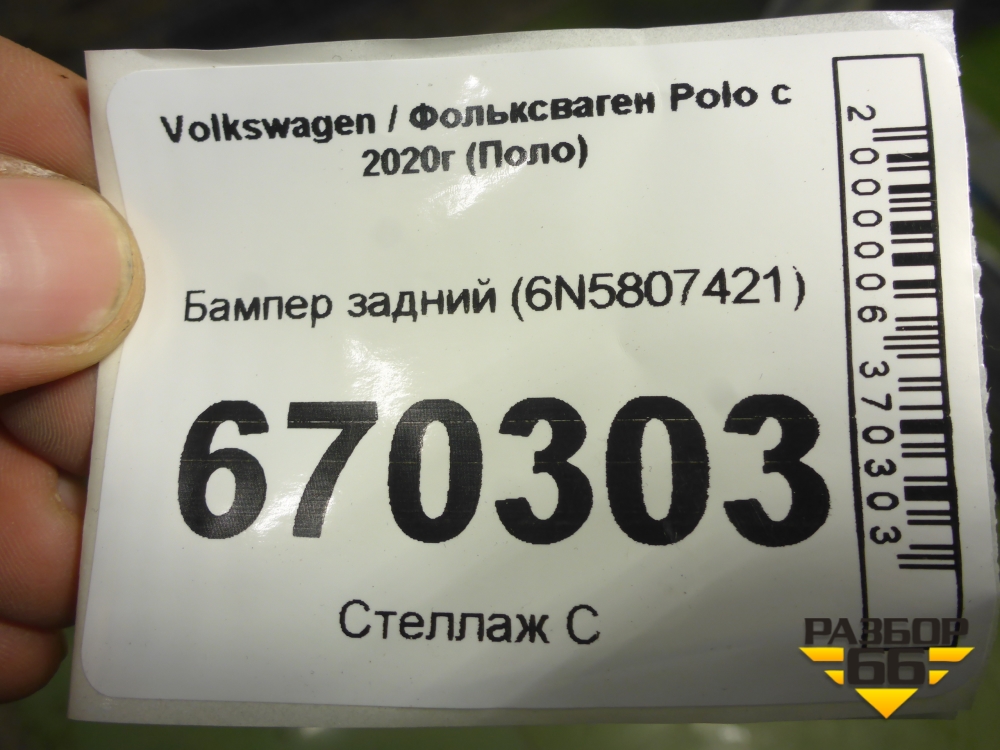 Volkswagen / Фольксваген Polo с
2020г (Поло)
Бампер задний (6N5807421)
670303
Стеллаж С
2000006370303
РАЗБОР
66